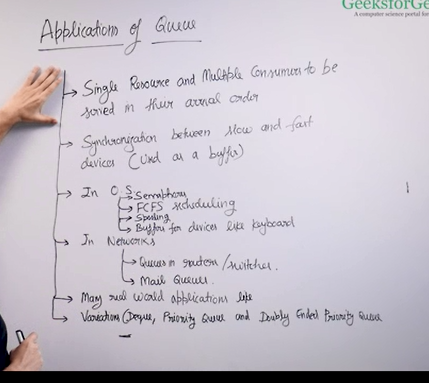 GeeksforGe
A computer science portal for
Applications of Queue
Single Resource and Multiple Consumers to be
served in their arrival order
Synchronization between slow and fast
devices (Used as a buffer)
In O.S.
Semaphores
FCFS scheduling
Spooling
Buffers for devices like keyboard
In Networks
Queues in routers/switches.
Mail Queues.
Many real world applications like
Variations (Deque, Priority Queue and Doubly Ended Priority Queue